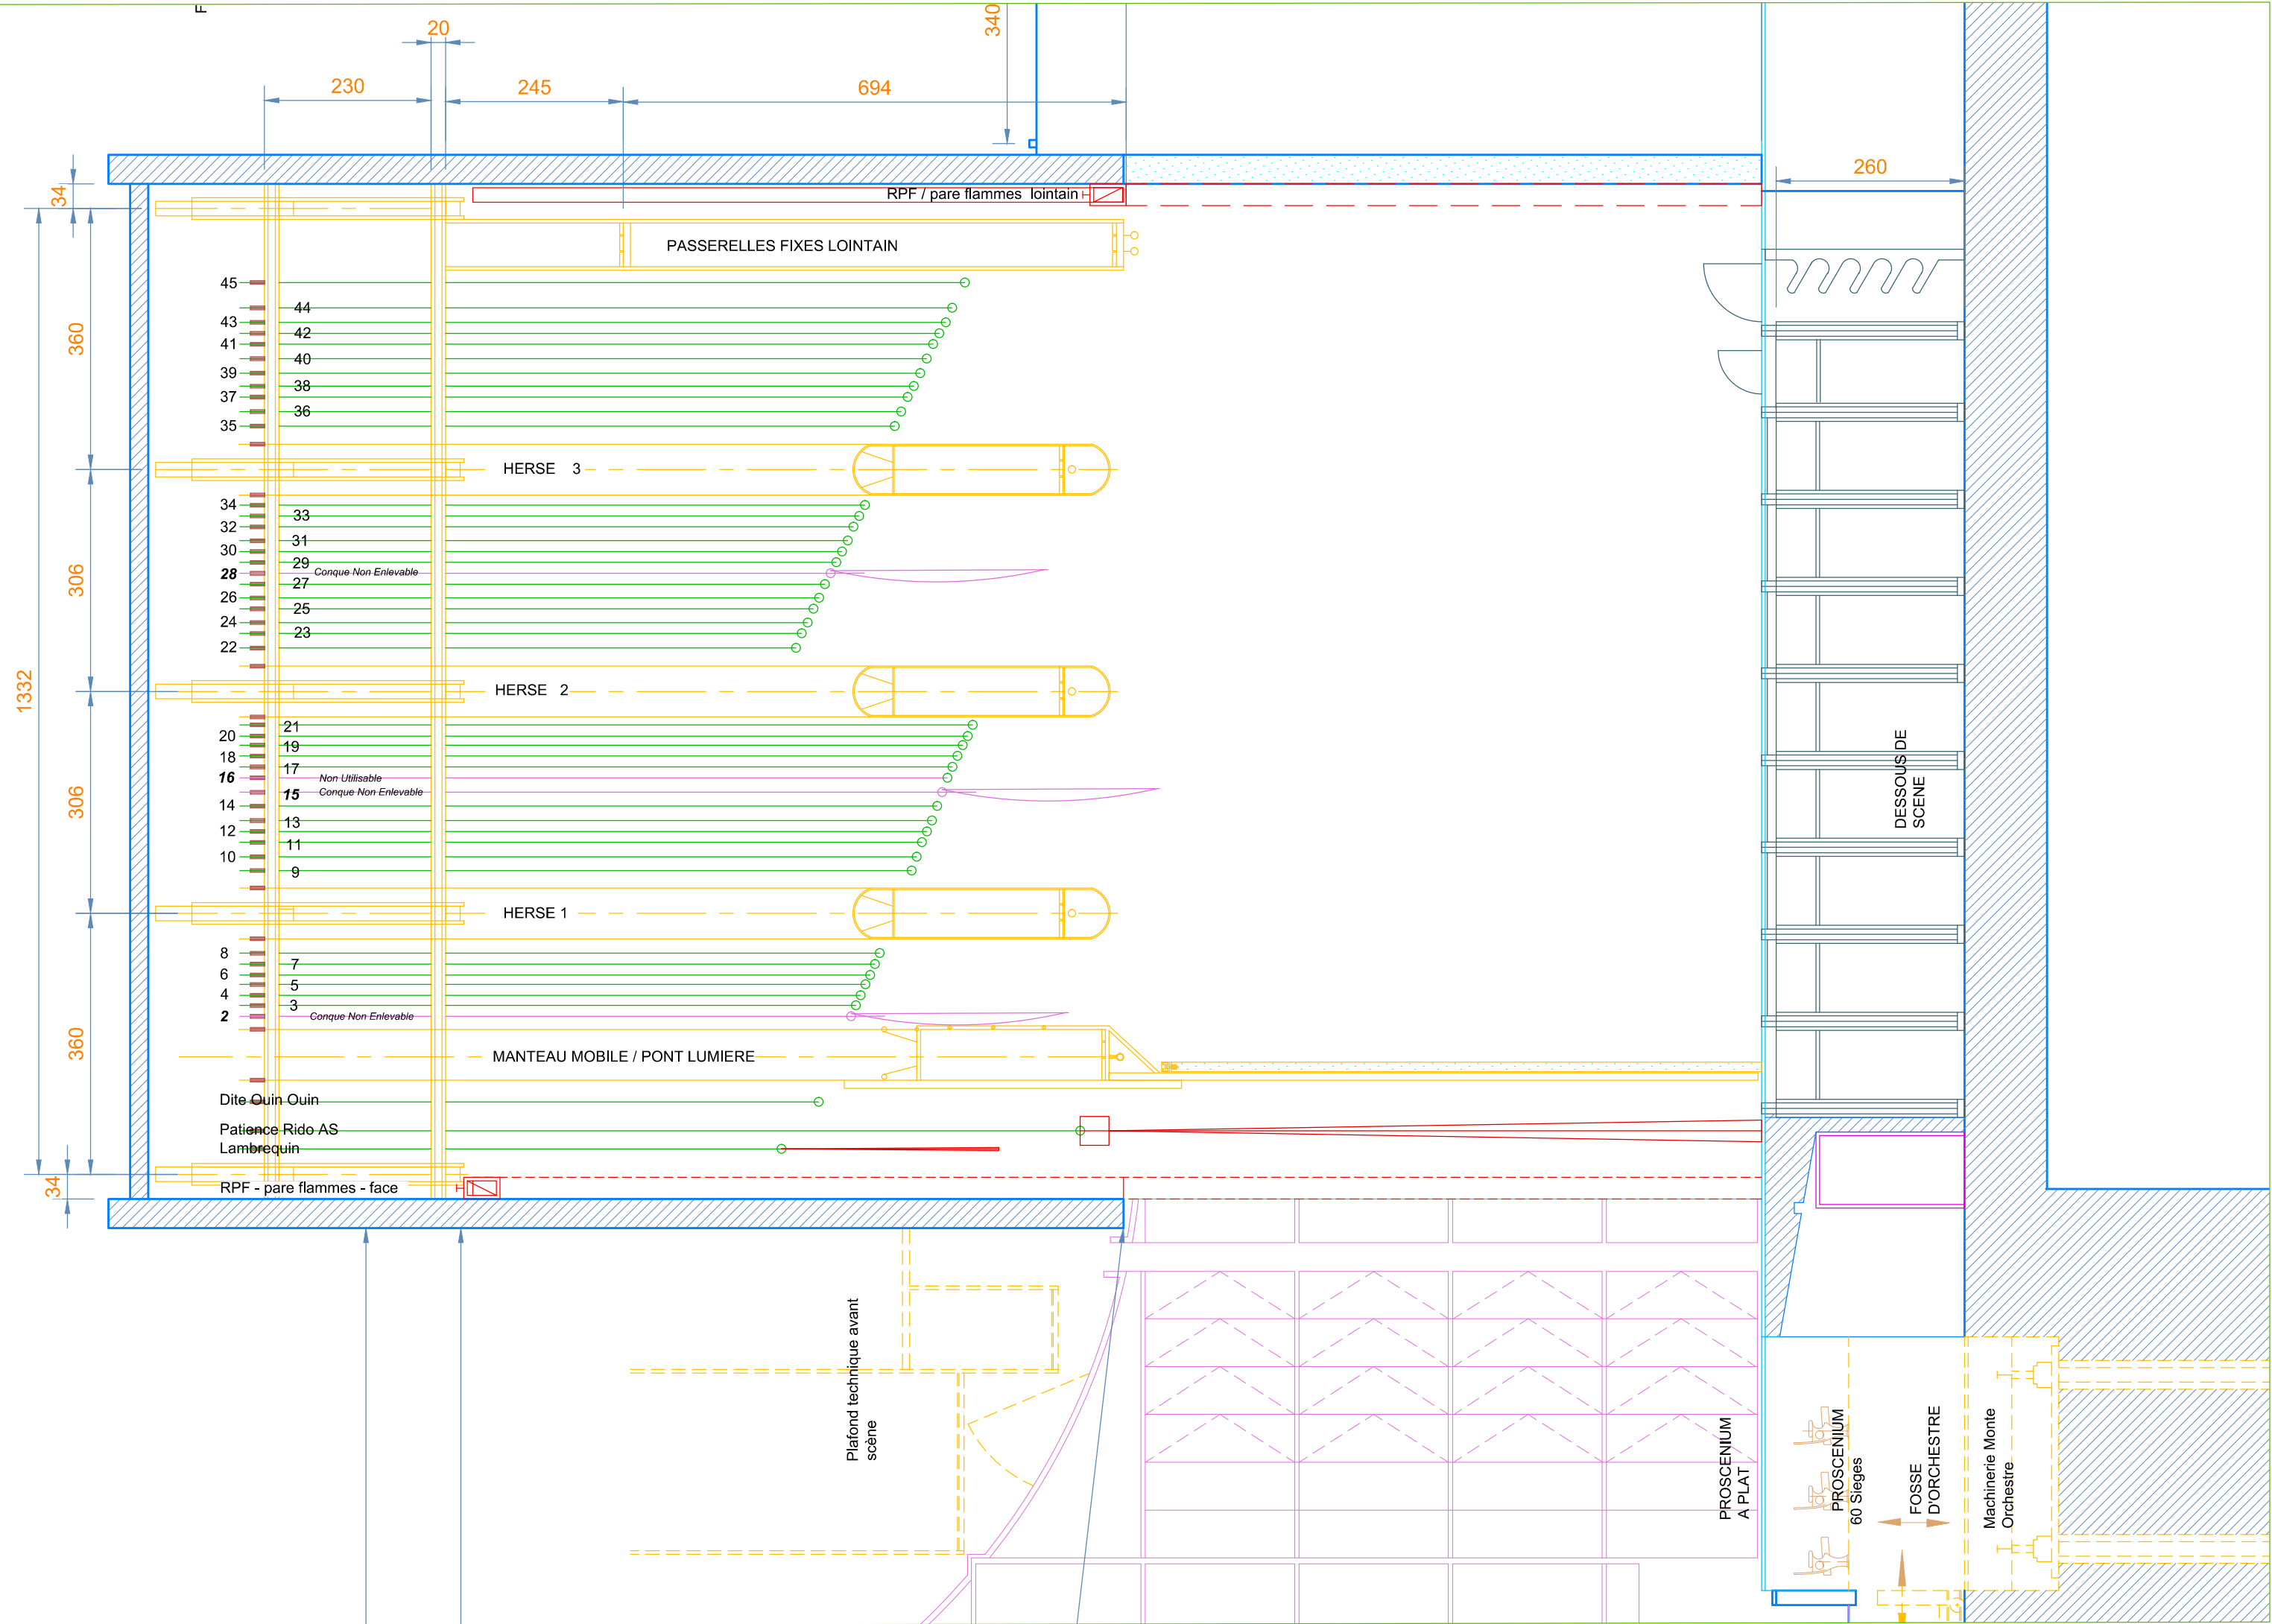 F
20
340
230
245
694
260
34
RPF / pare flammes lointain
PASSERELLES FIXES LOINTAIN
45
44
43
42
41
40
39
38
37
36
35
360
HERSE 3
34
33
32
31
30
29
28
Conque Non Enlevable
27
26
25
24
23
22
306
1332
HERSE 2
21
20
19
18
17
16
Non Utilisable
15
Conque Non Enlevable
14
13
12
11
10
9
306
DESSOUS DE
SCENE
HERSE 1
8
7
6
5
4
3
2
Conque Non Enlevable
360
MANTEAU MOBILE / PONT LUMIERE
Dite Ouin Ouin
Patience Rido AS
Lambrequin
34
RPF - pare flammes - face
Plafond technique avant
scène
PROSCENIUM
A PLAT
PROSCENIUM
60 Sieges
FOSSE
D'ORCHESTRE
Machinerie Monte
Orchestre